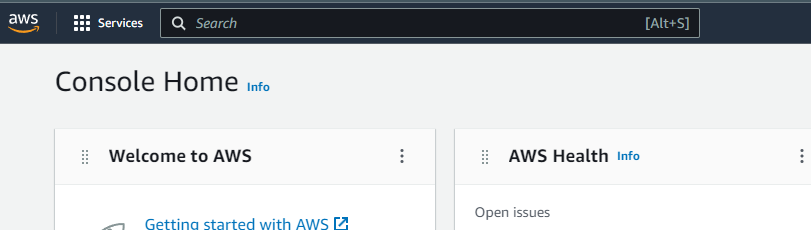 aws
Services
Search
[Alt+S]
Console Home Info
Welcome to AWS
AWS Health Info
Getting started with AWS
Open issues